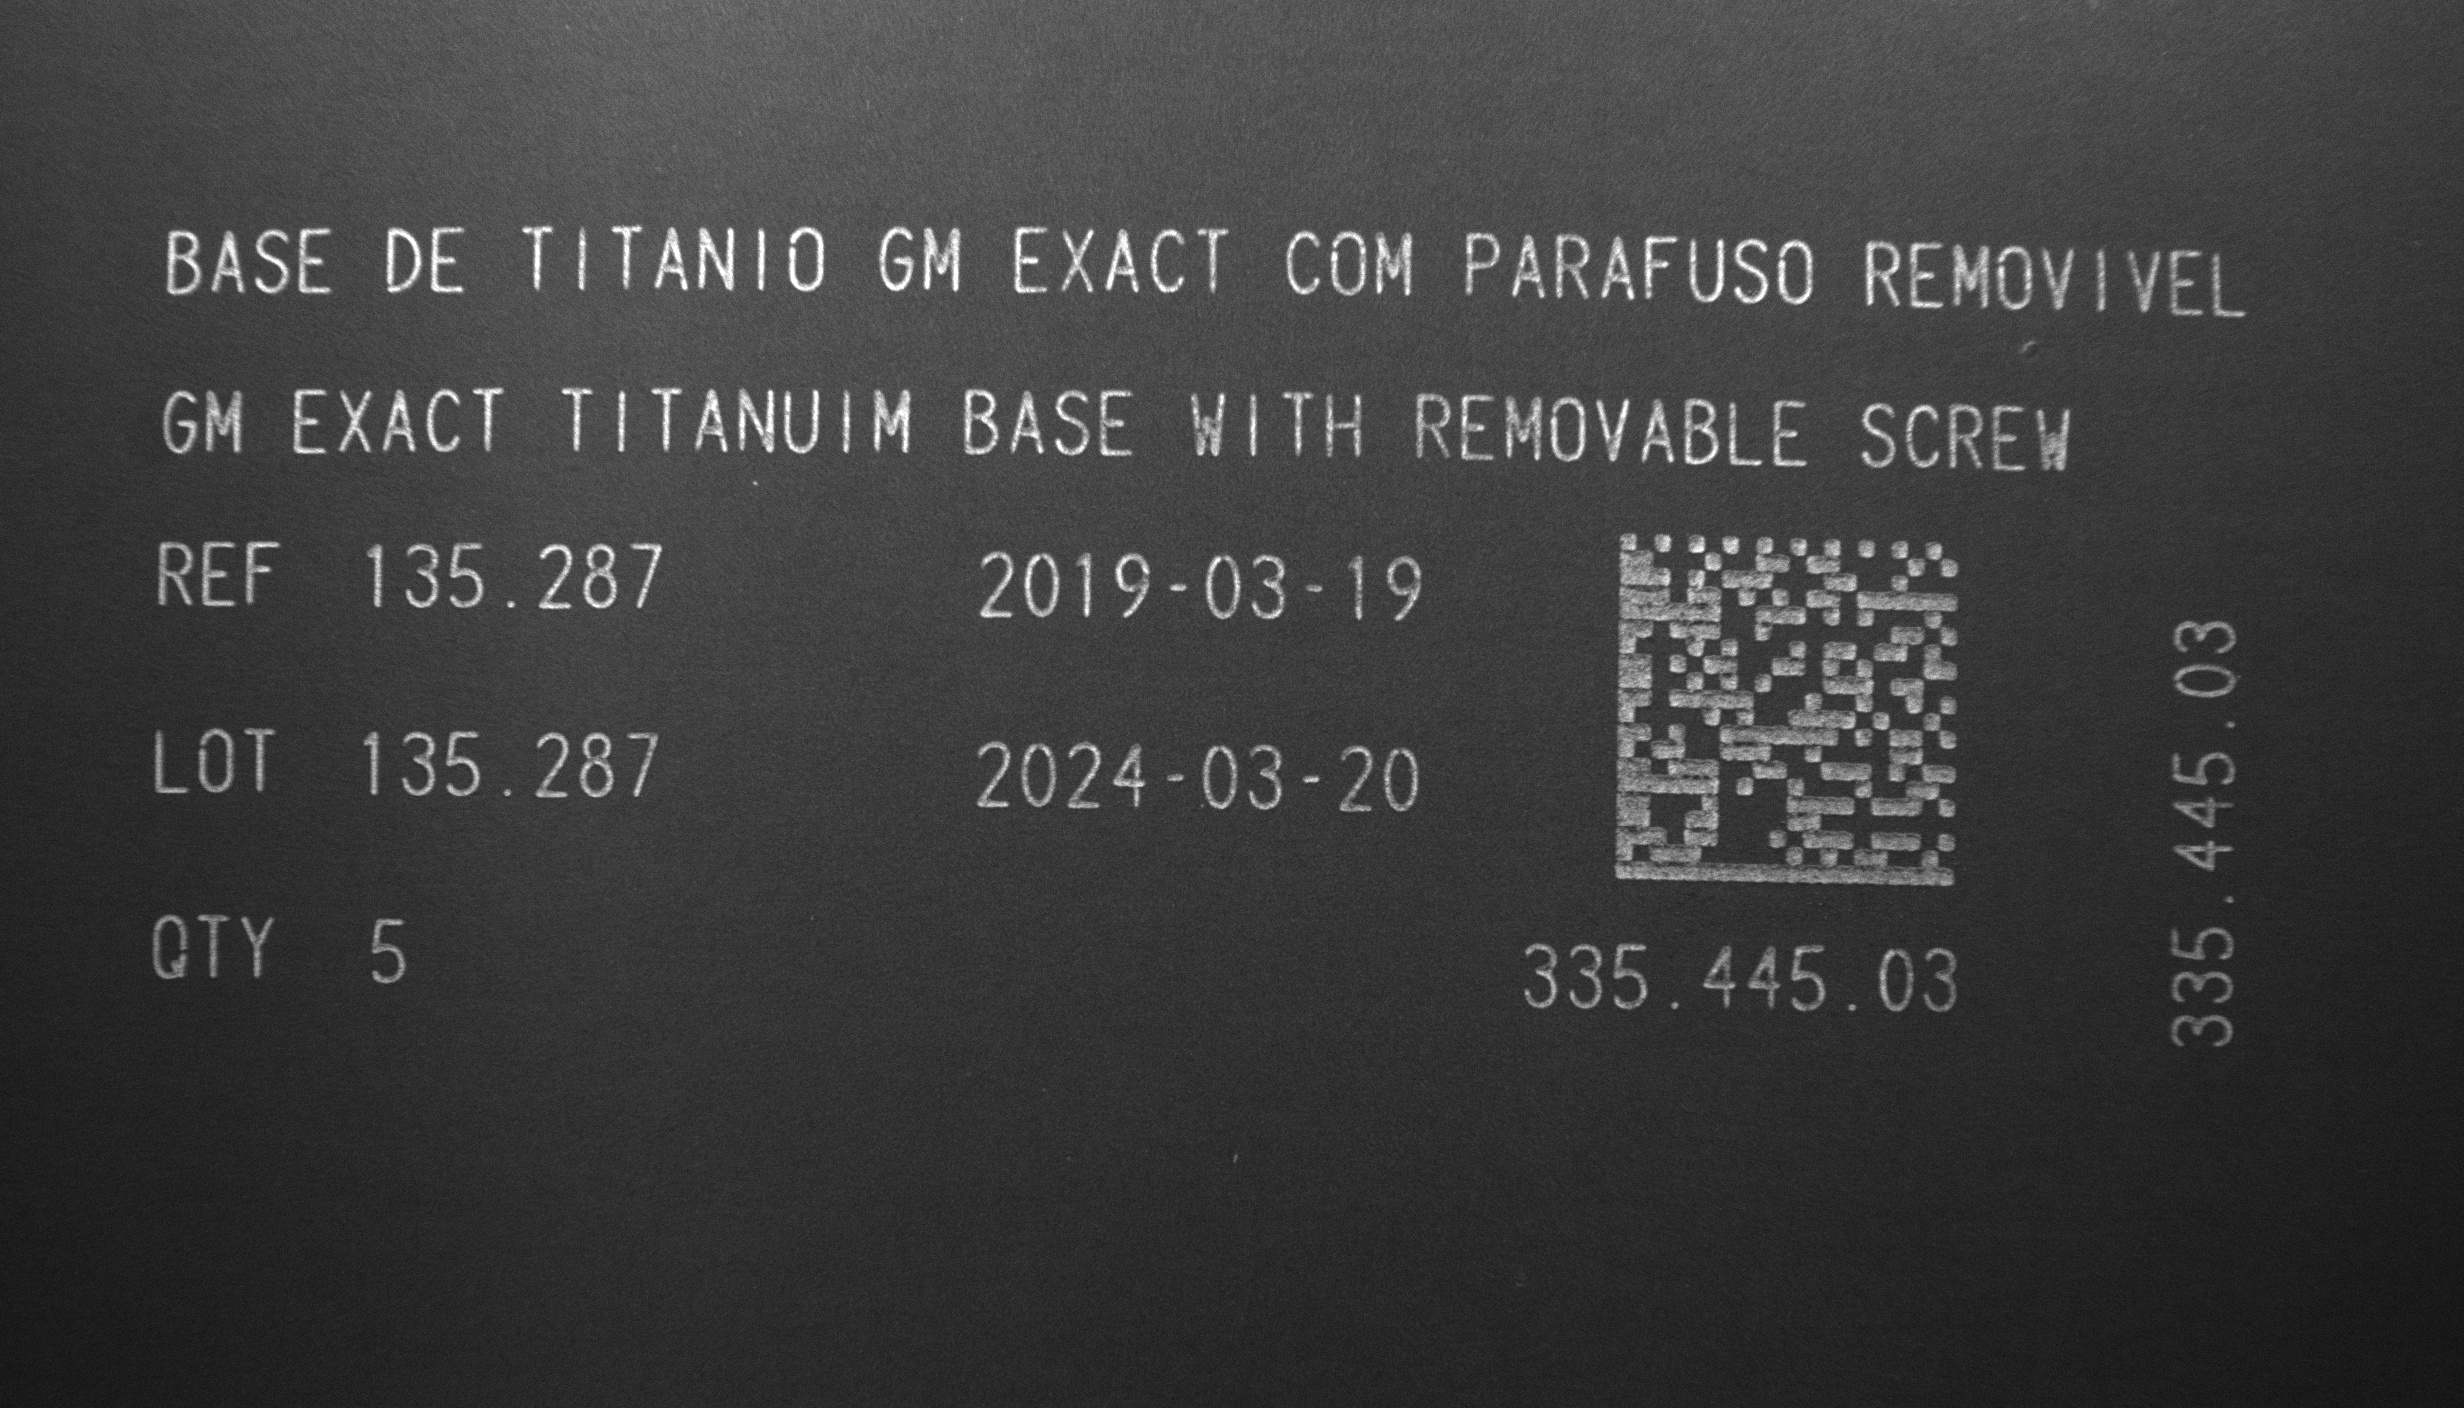 BASE DE TITANIO GM EXACT COM PARAFUSO REMOVIVEL
GM EXACT TITANUIM BASE WITH REMOVABLE SCREW
REF 135.287 2019-03-19
LOT 135.287 2024-03-20
QTY 5
335.445.03
335.445.03